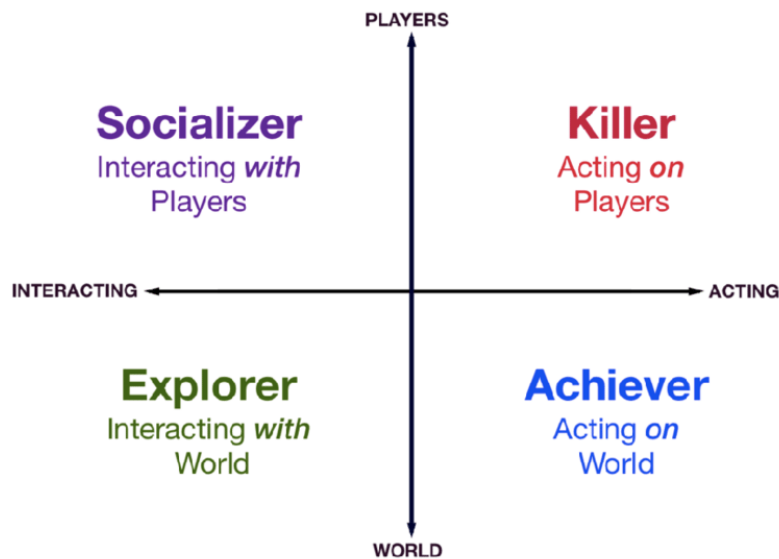 PLAYERS
Socializer
Interacting with
Players
Killer
Acting on
Players
INTERACTING
ACTING
Explorer
Interacting with
World
Achiever
Acting on
World
WORLD